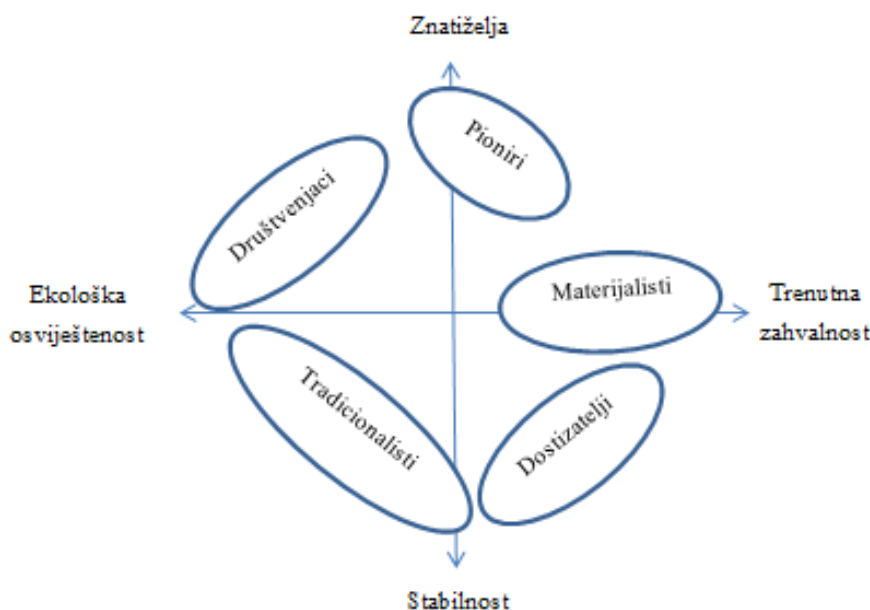 Znatiželja
Pioniri
Društvenjaci
Materijalisti
Ekološka
osviještenost
Trenutna
zahvalnost
Tradicionalisti
Dostizatelji
Stabilnost